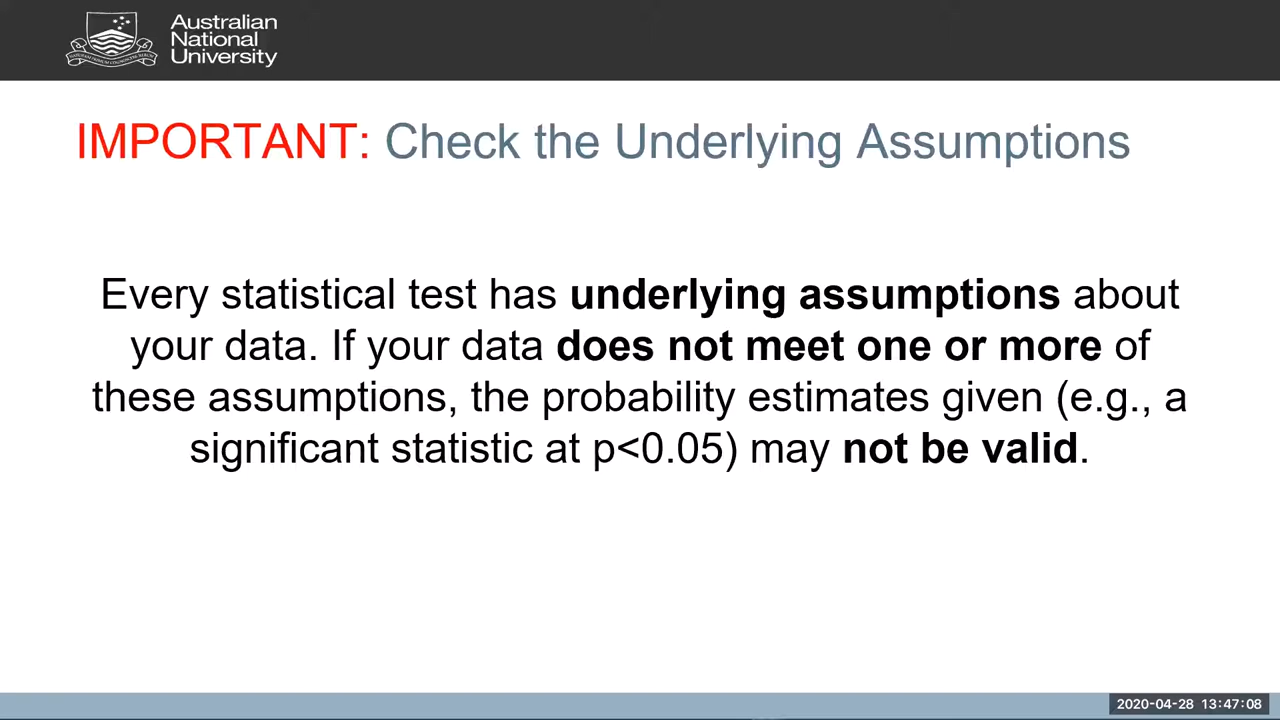 Australian
National
University
IMPORTANT: Check the Underlying Assumptions
Every statistical test has underlying assumptions about
your data. If your data does not meet one or more of
these assumptions, the probability estimates given (e.g., a
significant statistic at p<0.05) may not be valid.
2020-04-28 13:47:08